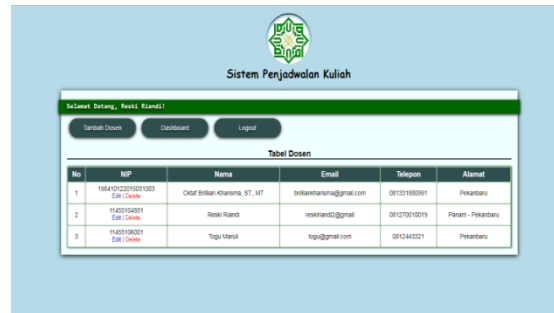 Sistem Penjadwalan Kuliah
Selamat Datang, Reski Riandi!
Tambah Dosen Dashboard Logout
Tabel Dosen
No NIP Nama Email Telepon Alamat
1 198410122015031003 Oktaf Brillian Kharisma, ST., MT brilliankharisma@gmail.com 081331580991 Pekanbaru
Edit | Delete
2 11455104881 Reski Riandi reskiriandi2@gmail 081270010019 Panam - Pekanbaru
Edit | Delete
3 11455106001 Togu Maruli togu@gmail.com 0812443321 Pekanbaru
Edit | Delete